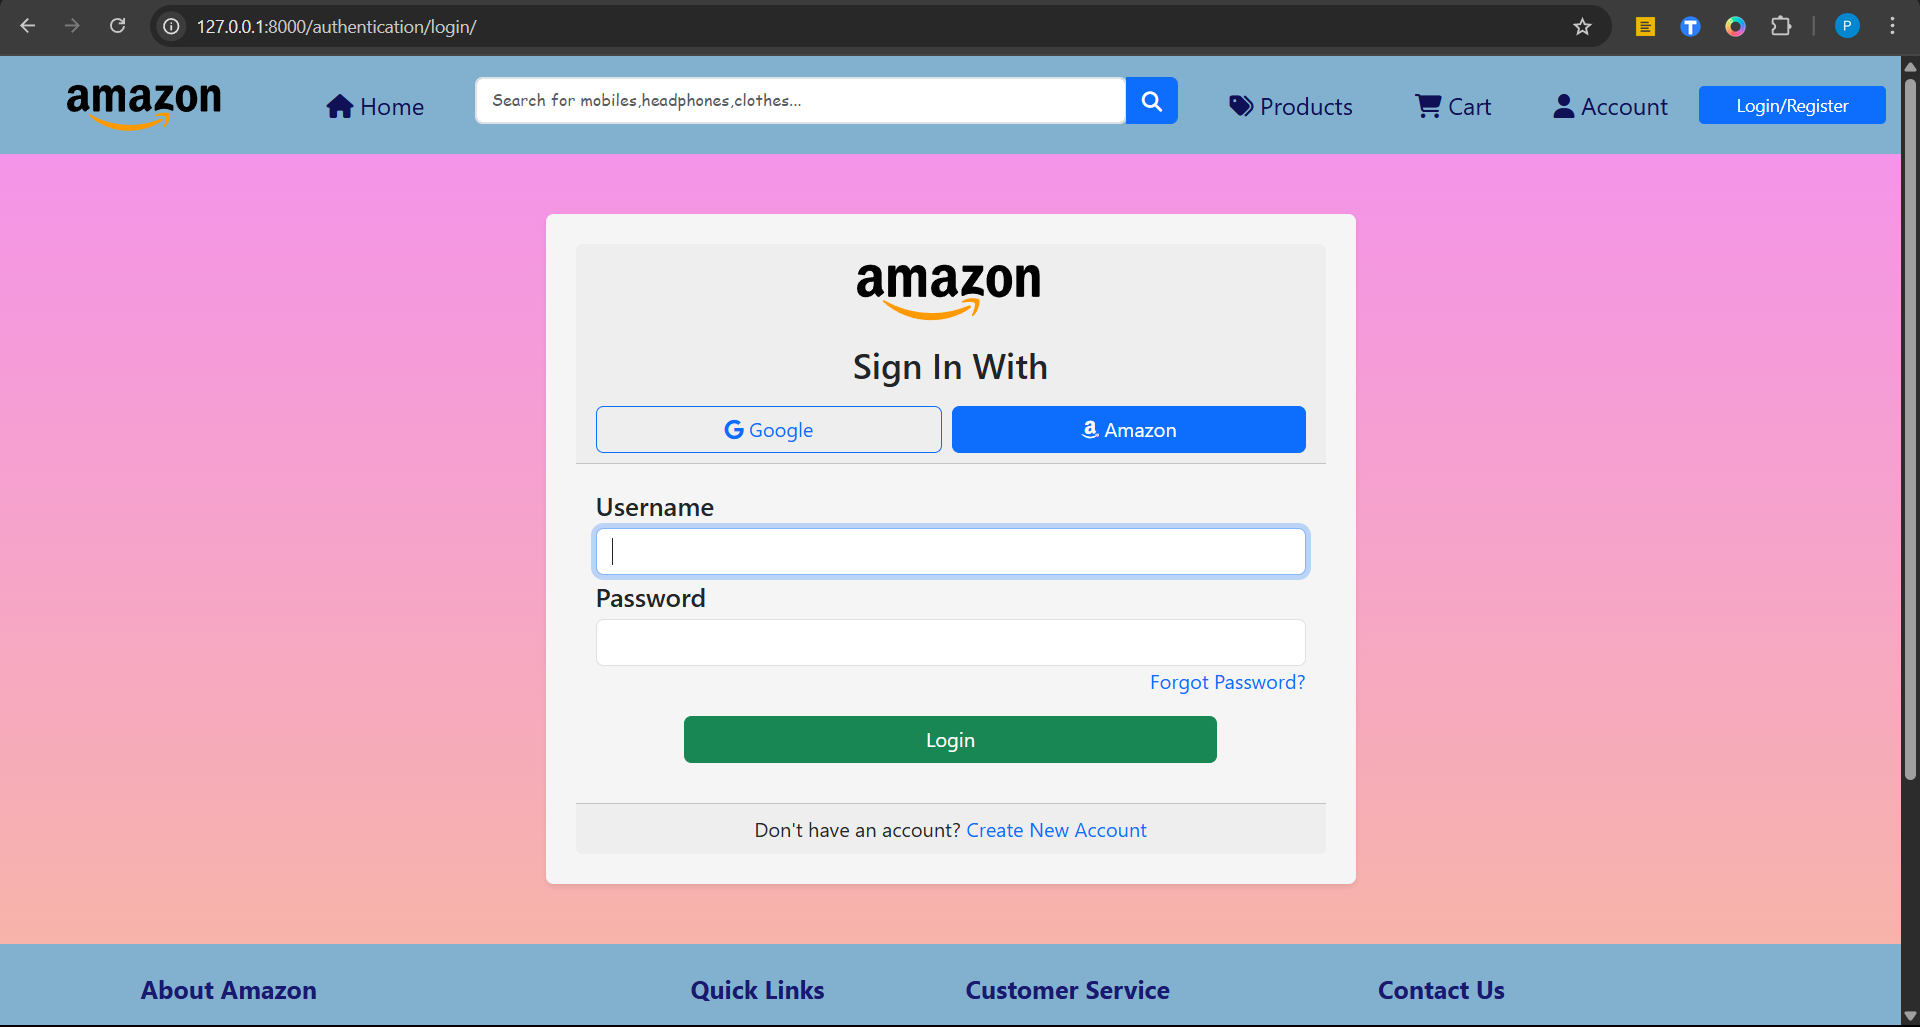 127.0.0.1:8000/authentication/login/
P
amazon
Home
Search for mobiles,headphones,clothes...
Products
Cart
Account
Login/Register
amazon
Sign In With
Google
Amazon
Username
Password
Forgot Password?
Login
Don't have an account? Create New Account
About Amazon
Quick Links
Customer Service
Contact Us